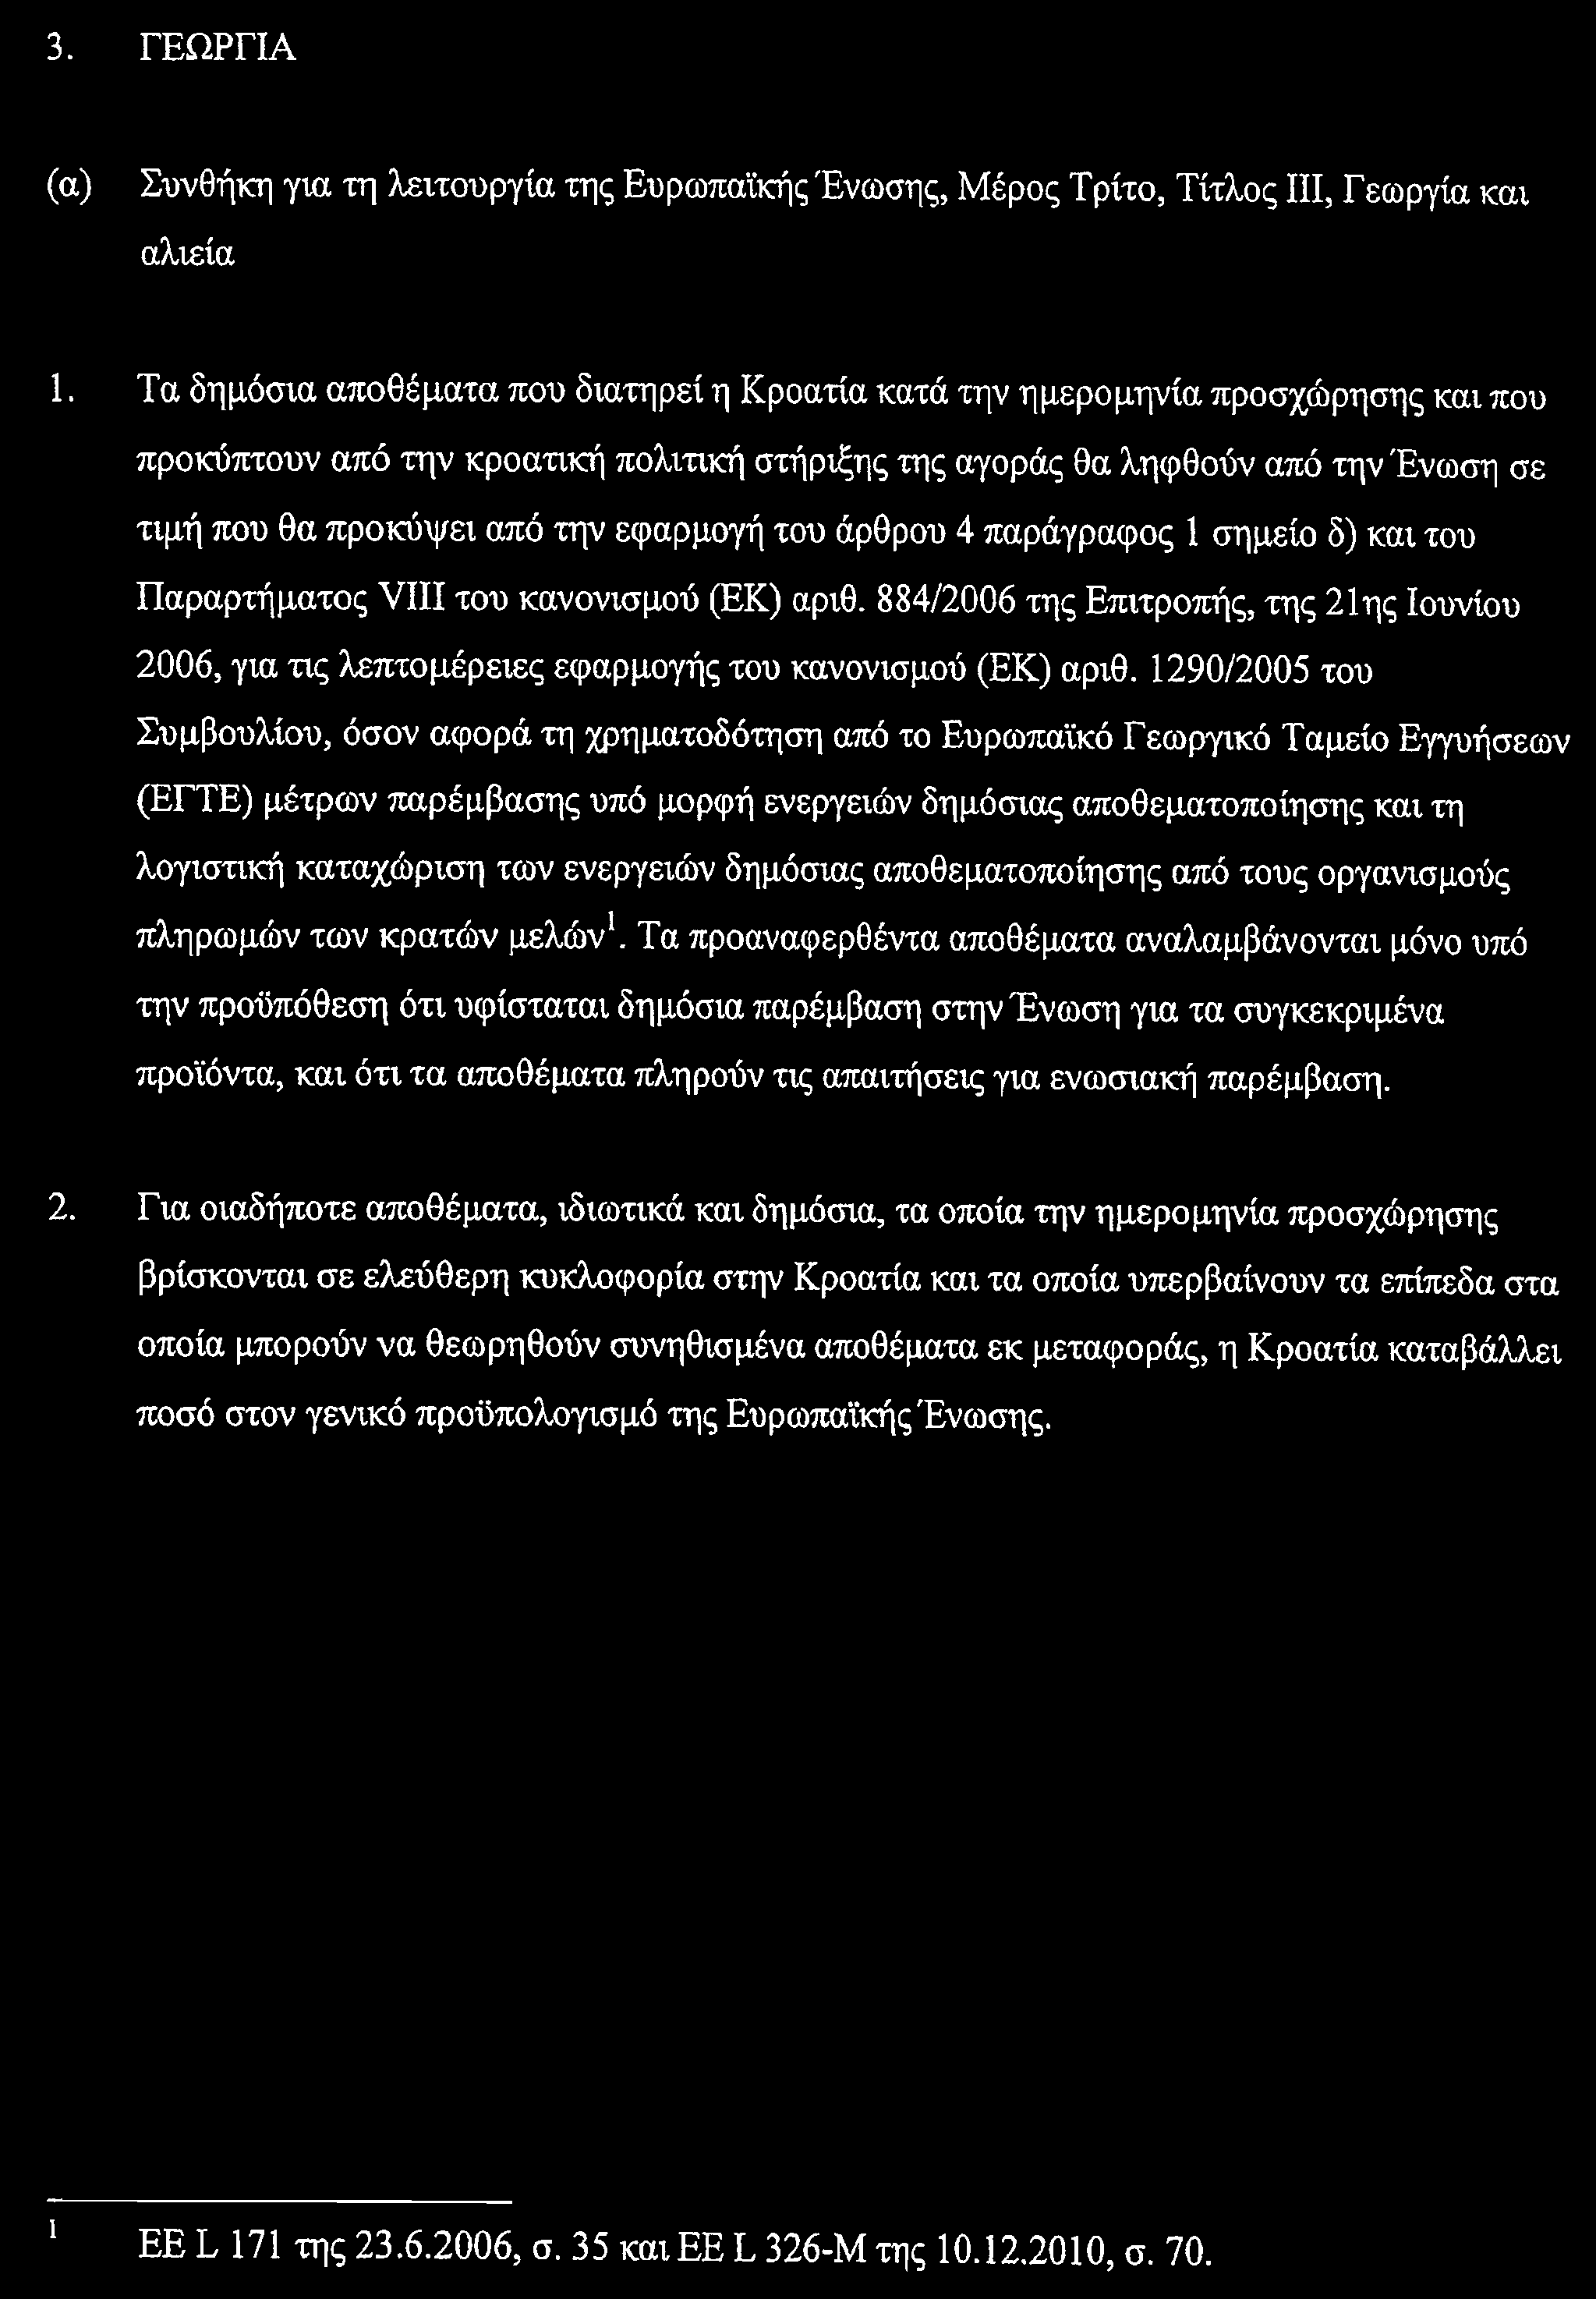 3. ΓΕΩΡΓΙΑ
(α) Συνθήκη για τη λειτουργία της Ευρωπαϊκής Ένωσης, Μέρος Τρίτο, Τίτλος III, Γεωργία και
αλιεία
1. Τα δημόσια αποθέματα που διατηρεί η Κροατία κατά την ημερομηνία προσχώρησης και που
προκύπτουν από την κροατική πολιτική στήριξης της αγοράς θα ληφθούν από την Ένωση σε
τιμή που θα προκύψει από την εφαρμογή του άρθρου 4 παράγραφος 1 σημείο δ) και του
Παραρτήματος VIII του κανονισμού (ΕΚ) αριθ. 884/2006 της Επιτροπής, της 21ης Ιουνίου
2006, για τις λεπτομέρειες εφαρμογής του κανονισμού (ΕΚ) αριθ. 1290/2005 του
Συμβουλίου, όσον αφορά τη χρηματοδότηση από το Ευρωπαϊκό Γεωργικό Ταμείο Εγγυήσεων
(ΕΓΤΕ) μέτρων παρέμβασης υπό μορφή ενεργειών δημόσιας αποθεματοποίησης και τη
λογιστική καταχώριση των ενεργειών δημόσιας αποθεματοποίησης από τους οργανισμούς
πληρωμών των κρατών μελών¹. Τα προαναφερθέντα αποθέματα αναλαμβάνονται μόνο υπό
την προϋπόθεση ότι υφίσταται δημόσια παρέμβαση στην Ένωση για τα συγκεκριμένα
προϊόντα, και ότι τα αποθέματα πληρούν τις απαιτήσεις για ενωσιακή παρέμβαση.
2. Για οιαδήποτε αποθέματα, ιδιωτικά και δημόσια, τα οποία την ημερομηνία προσχώρησης
βρίσκονται σε ελεύθερη κυκλοφορία στην Κροατία και τα οποία υπερβαίνουν τα επίπεδα στα
οποία μπορούν να θεωρηθούν συνηθισμένα αποθέματα εκ μεταφοράς, η Κροατία καταβάλλει
ποσό στον γενικό προϋπολογισμό της Ευρωπαϊκής Ένωσης.
¹ ΕΕ L 171 της 23.6.2006, σ. 35 και ΕΕ L 326-Μ της 10.12.2010, σ. 70.